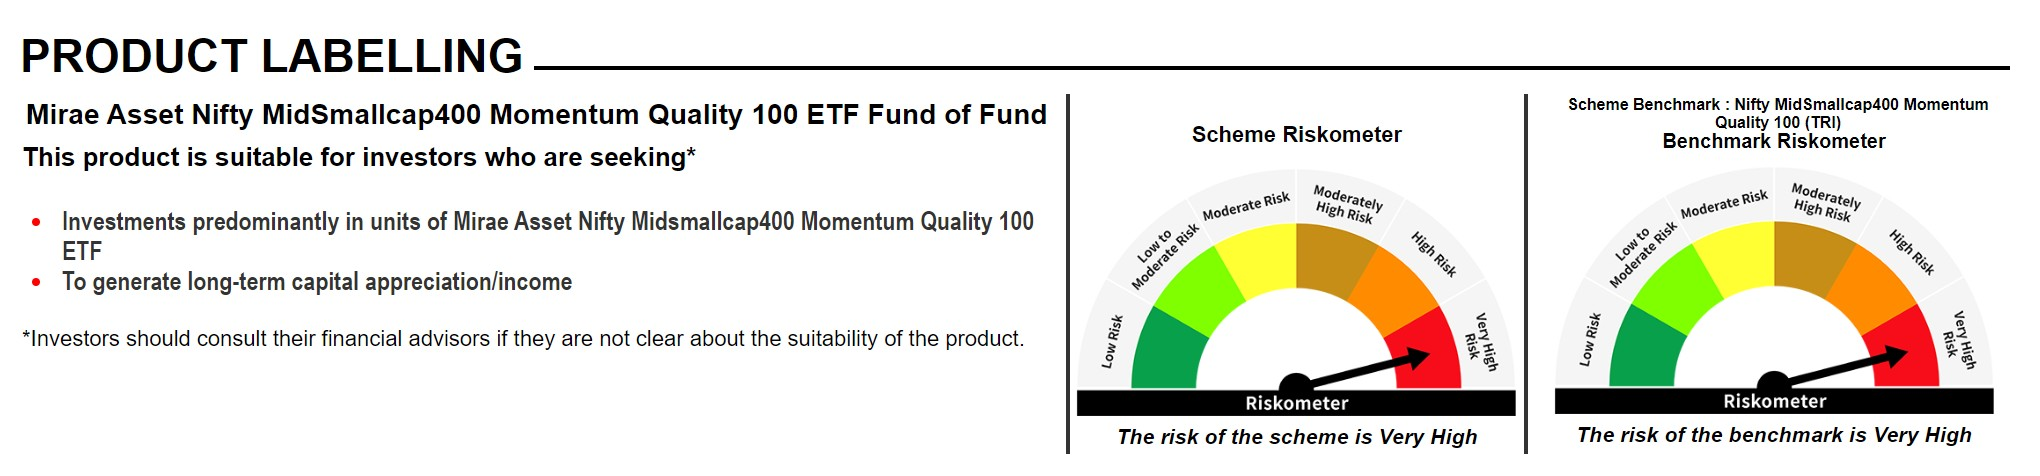 PRODUCT LABELLING
Mirae Asset Nifty MidSmallcap400 Momentum Quality 100 ETF Fund of Fund
This product is suitable for investors who are seeking*
• Investments predominantly in units of Mirae Asset Nifty Midsmallcap400 Momentum Quality 100
ETF
• To generate long-term capital appreciation/income
*Investors should consult their financial advisors if they are not clear about the suitability of the product.
Scheme Riskometer
Low Risk
Low to
Moderate Risk
Moderate Risk
Moderately
High Risk
High Risk
Very High
Risk
Riskometer
The risk of the scheme is Very High
Scheme Benchmark : Nifty MidSmallcap400 Momentum
Quality 100 (TRI)
Benchmark Riskometer
Low Risk
Low to
Moderate Risk
Moderate Risk
Moderately
High Risk
High Risk
Very High
Risk
Riskometer
The risk of the benchmark is Very High